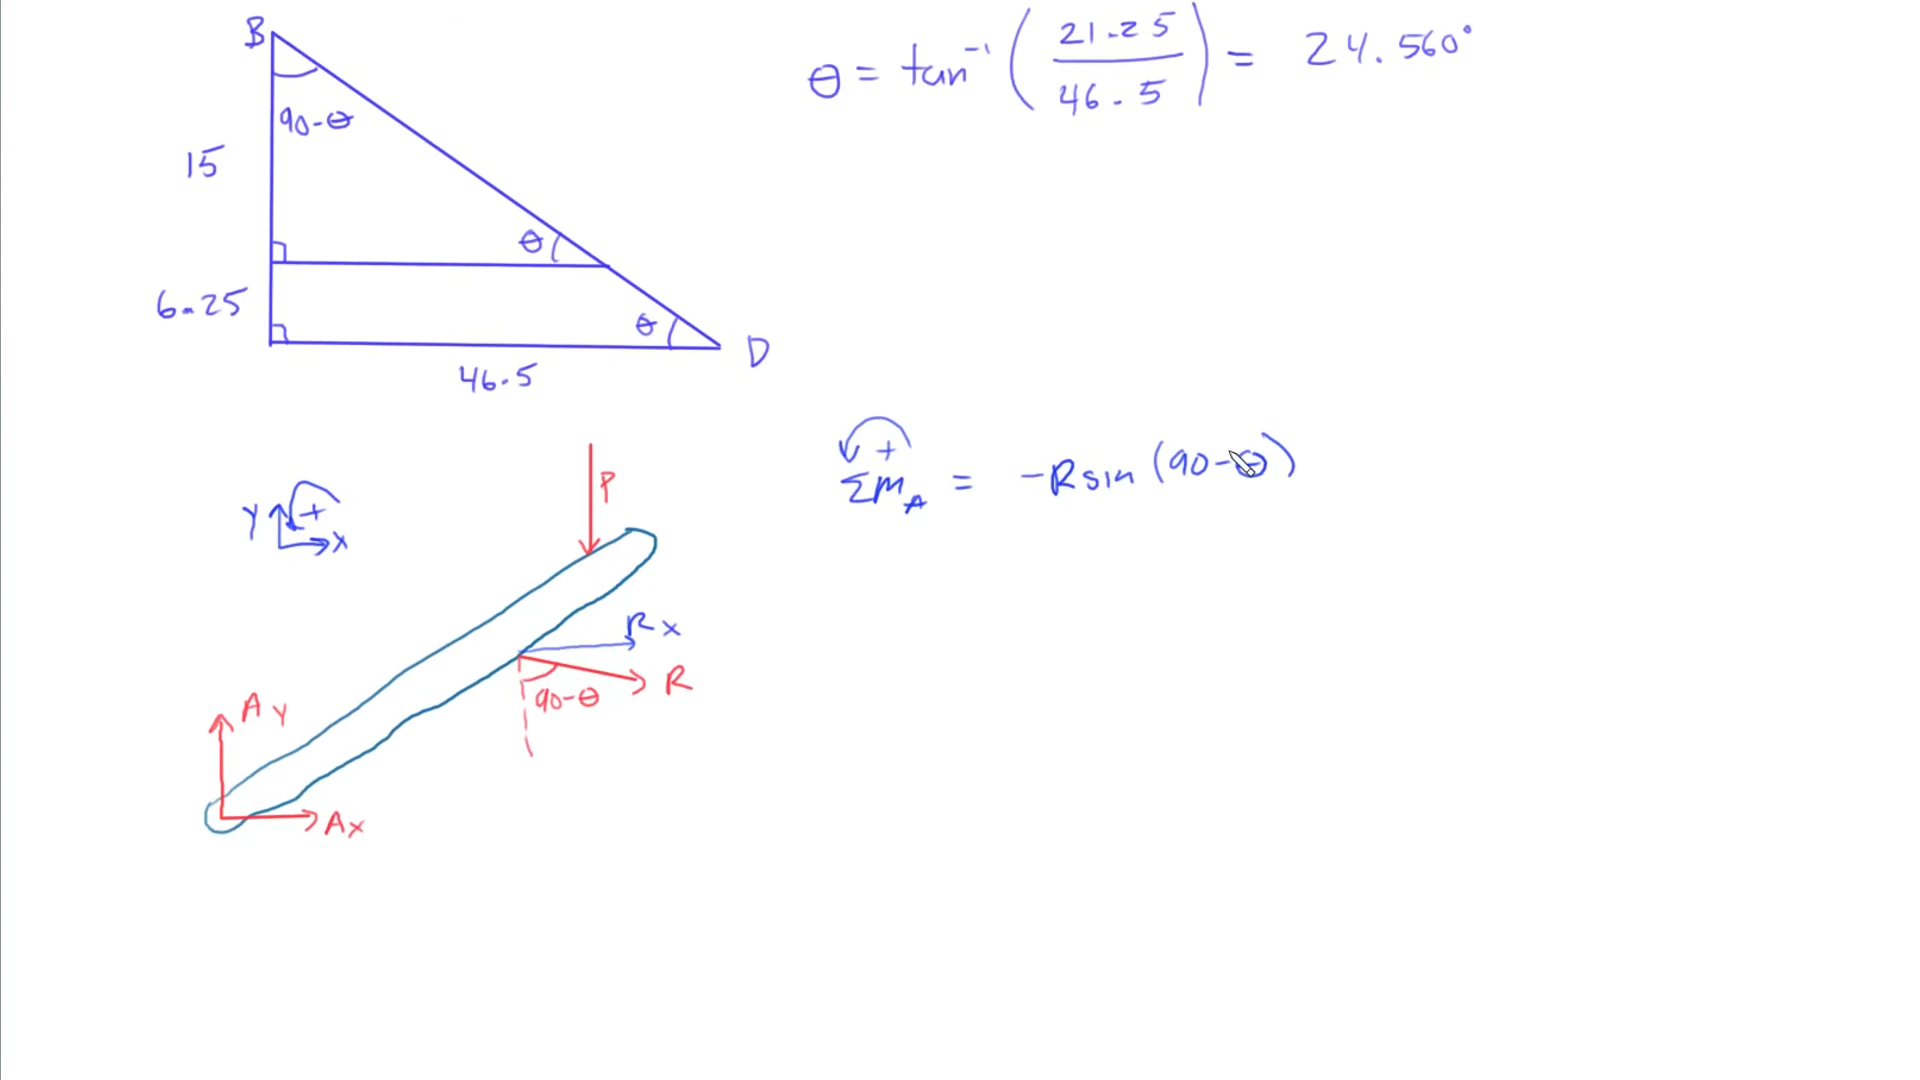 B
90-θ
15
θ
6.25
θ
D
46.5
θ = tan⁻¹ ( 21.25 / 46.5 ) = 24.560°
+
ΣM_A = -R sin (90-θ)
Y
+
X
P
Rx
R
90-θ
Ay
Ax